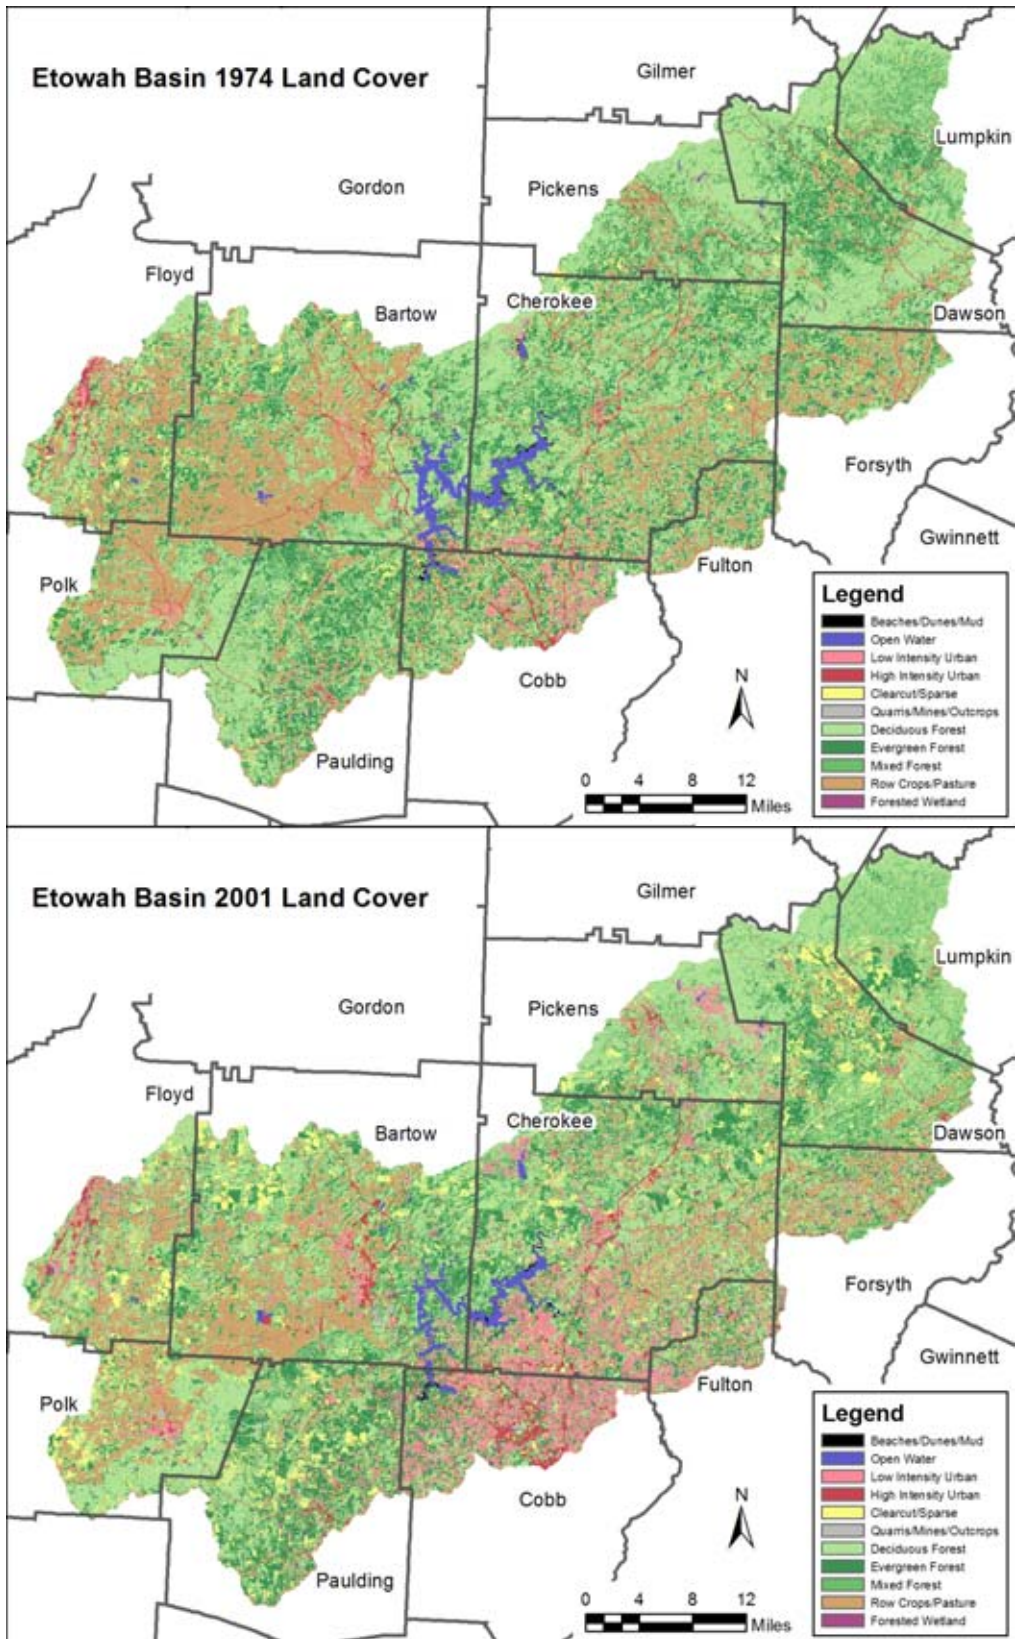 Etowah Basin 1974 Land Cover
Gilmer
Lumpkin
Gordon
Pickens
Floyd
Bartow
Cherokee
Dawson
Forsyth
Gwinnett
Fulton
Polk
Cobb
Paulding
N
0 4 8 12
Miles
Legend
Beaches/Dunes/Mud
Open Water
Low Intensity Urban
High Intensity Urban
Clearcut/Sparse
Quarris/Mines/Outcrops
Deciduous Forest
Evergreen Forest
Mixed Forest
Row Crops/Pasture
Forested Wetland
Etowah Basin 2001 Land Cover
Gilmer
Lumpkin
Gordon
Pickens
Floyd
Bartow
Cherokee
Dawson
Forsyth
Gwinnett
Fulton
Polk
Cobb
Paulding
N
0 4 8 12
Miles
Legend
Beaches/Dunes/Mud
Open Water
Low Intensity Urban
High Intensity Urban
Clearcut/Sparse
Quarris/Mines/Outcrops
Deciduous Forest
Evergreen Forest
Mixed Forest
Row Crops/Pasture
Forested Wetland